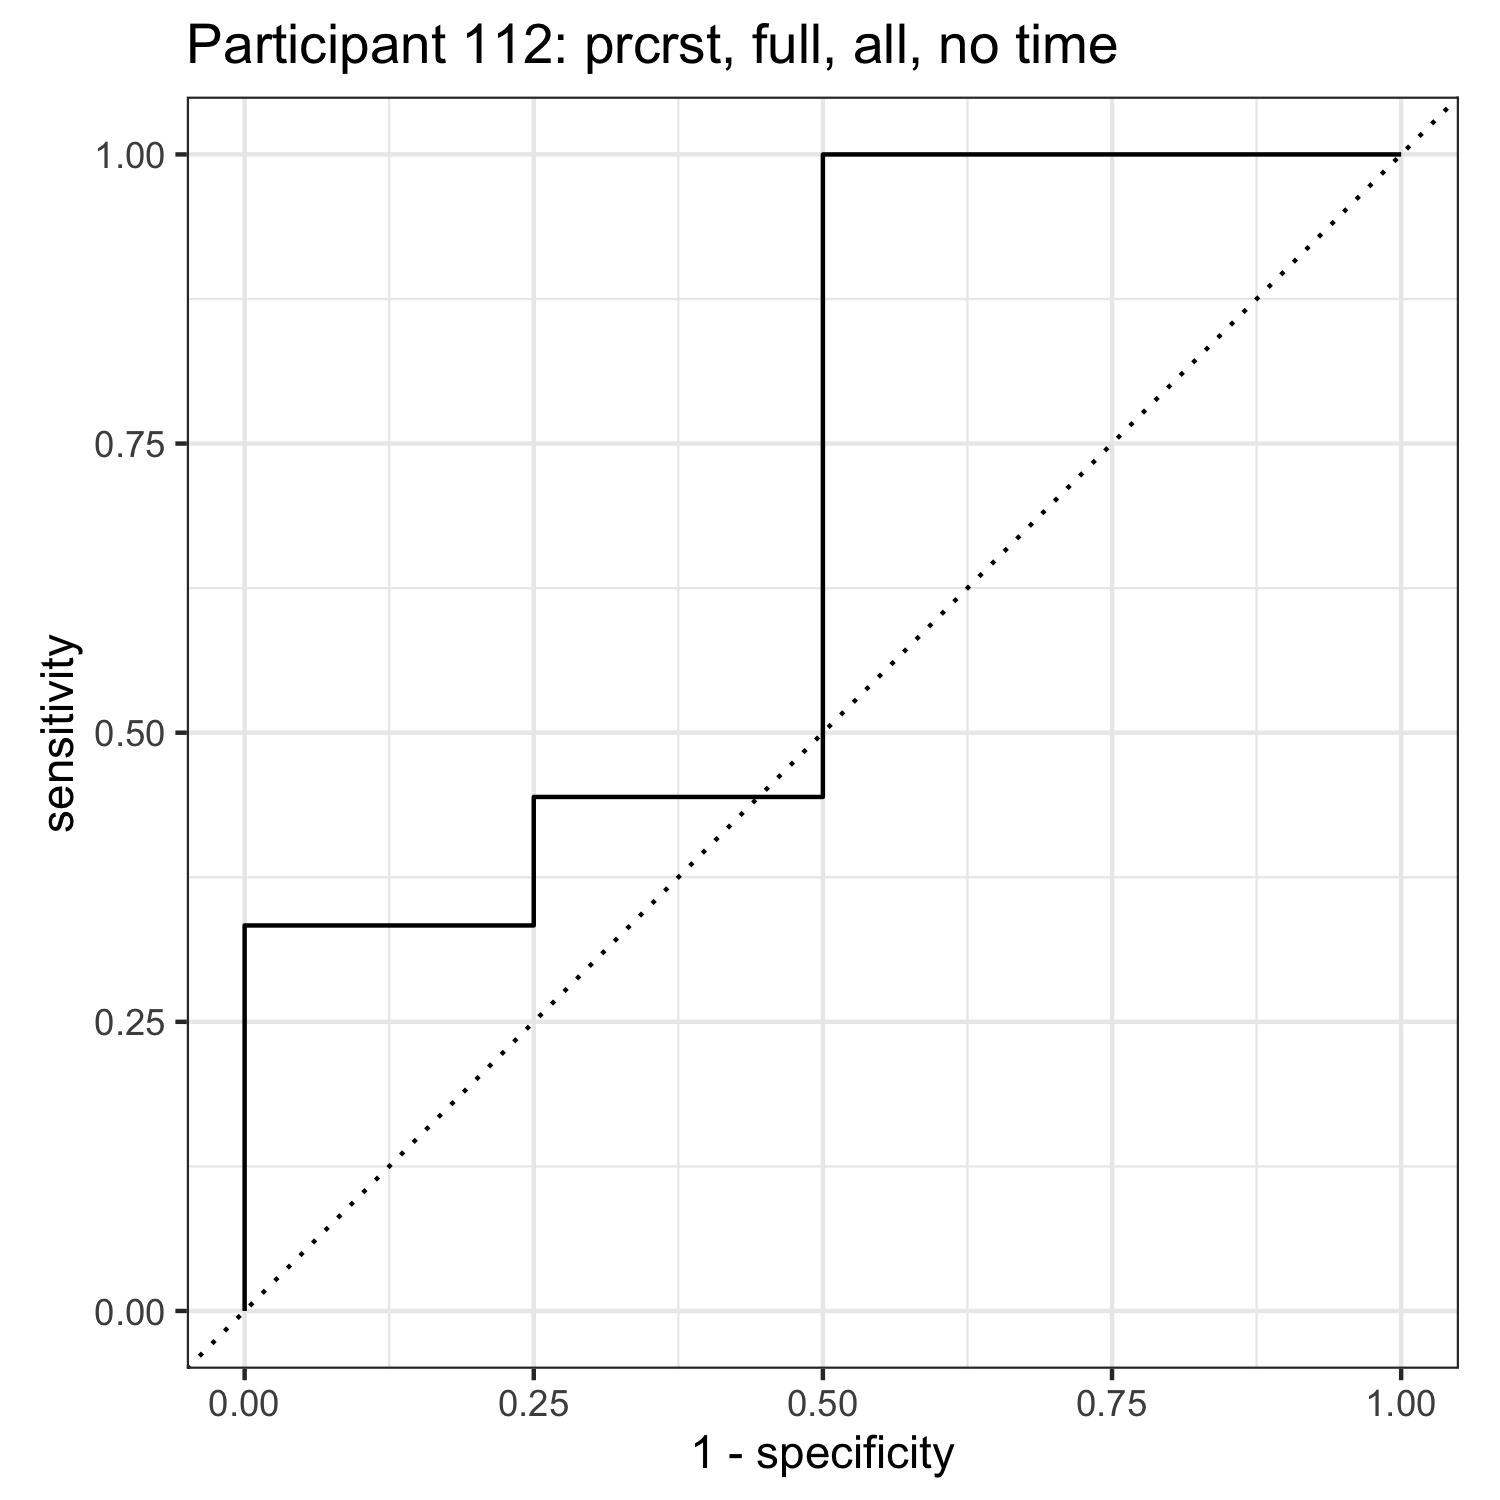 Participant 112: prcrst, full, all, no time
1.00
0.75
0.50
0.25
0.00
sensitivity
0.00 0.25 0.50 0.75 1.00
1 - specificity